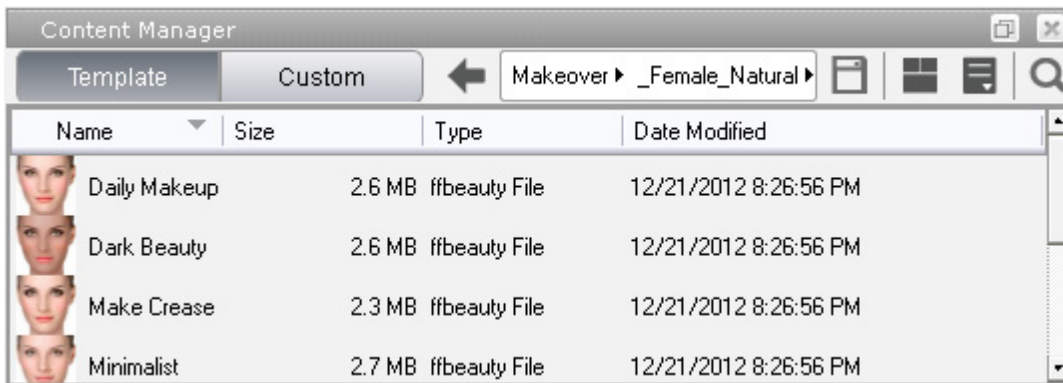 Content Manager
Template Custom Makeover _Female_Natural
Name Size Type Date Modified
Daily Makeup 2.6 MB ffbeauty File 12/21/2012 8:26:56 PM
Dark Beauty 2.6 MB ffbeauty File 12/21/2012 8:26:56 PM
Make Crease 2.3 MB ffbeauty File 12/21/2012 8:26:56 PM
Minimalist 2.7 MB ffbeauty File 12/21/2012 8:26:56 PM